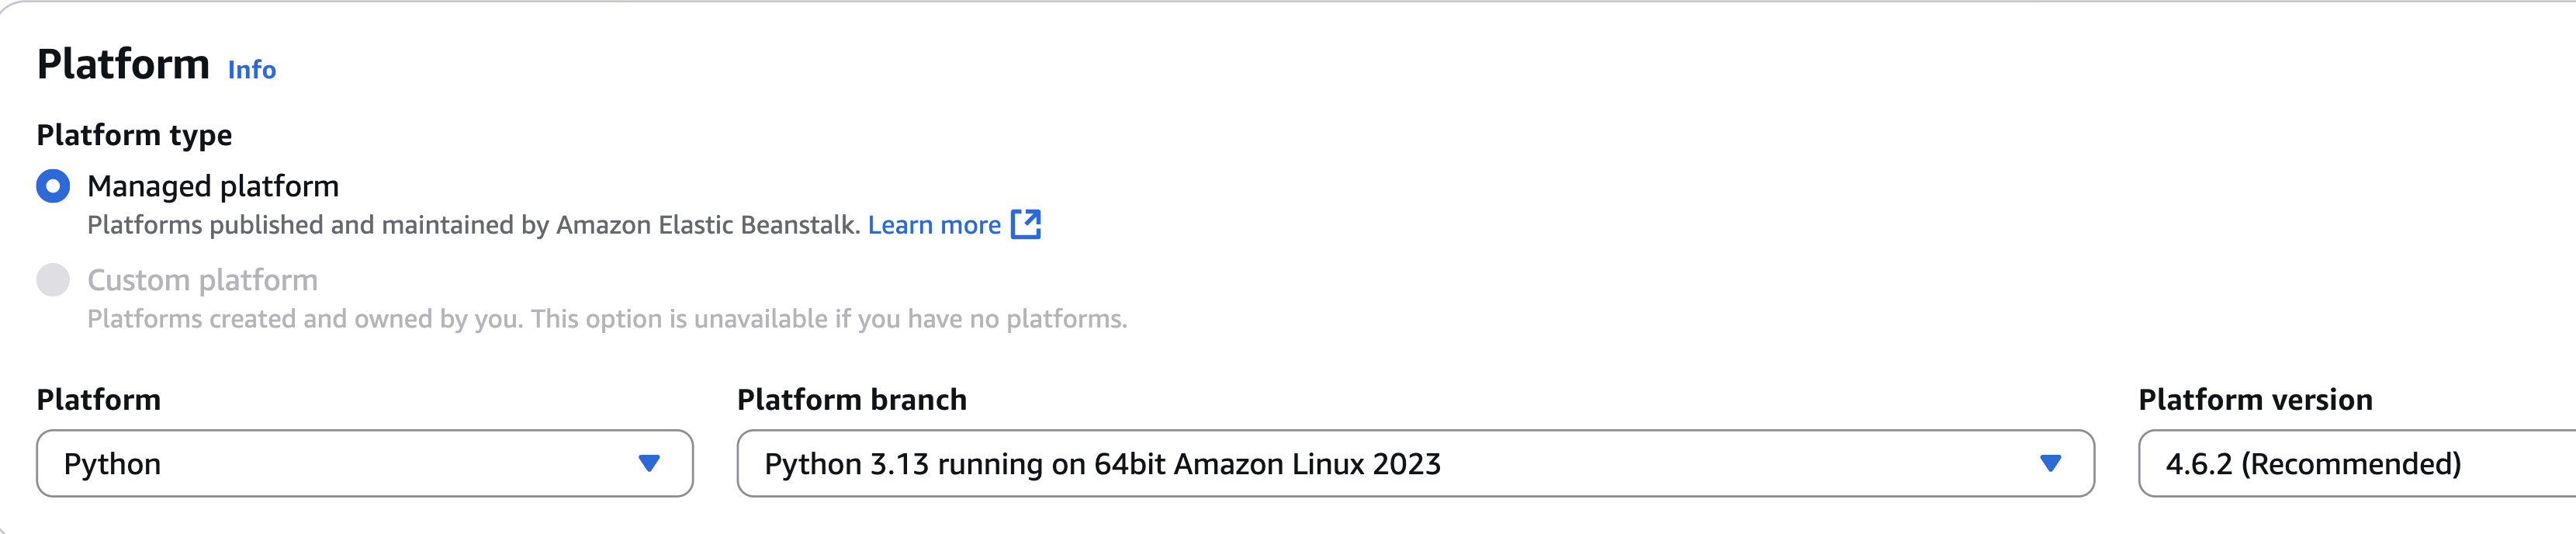 Platform Info
Platform type
Managed platform
Platforms published and maintained by Amazon Elastic Beanstalk. Learn more
Custom platform
Platforms created and owned by you. This option is unavailable if you have no platforms.
Platform Platform branch Platform version
Python Python 3.13 running on 64bit Amazon Linux 2023 4.6.2 (Recommended)